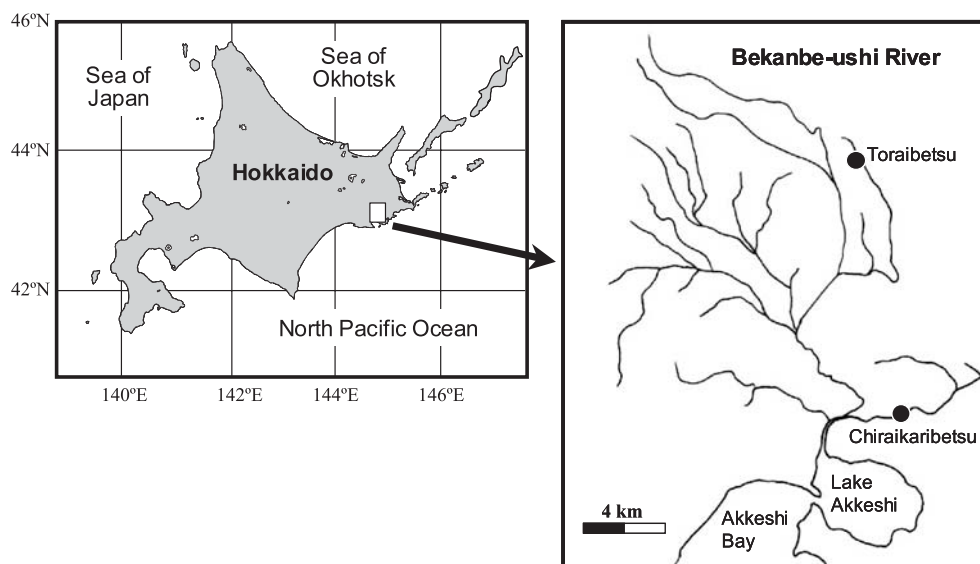 46ºN
44ºN
42ºN
140ºE
142ºE
144ºE
146ºE
Sea of
Japan
Sea of
Okhotsk
Hokkaido
North Pacific Ocean
Bekanbe-ushi River
Toraibetsu
Chiraikaribetsu
Lake
Akkeshi
Akkeshi
Bay
4 km